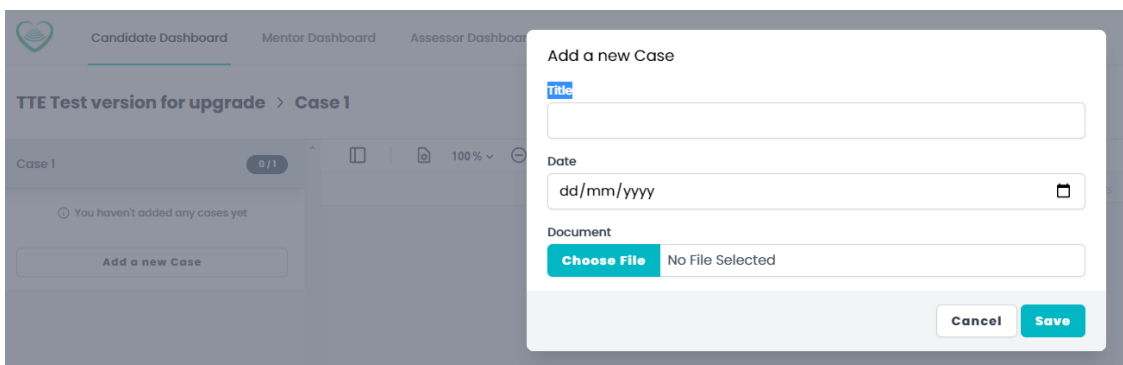 Candidate Dashboard
Mentor Dashboard
Assessor Dashboar
TTE Test version for upgrade > Case 1
Case 1
0/1
100%
You haven't added any cases yet
Add a new Case
Add a new Case
Title
Date
dd/mm/yyyy
Document
Choose File
No File Selected
Cancel
Save